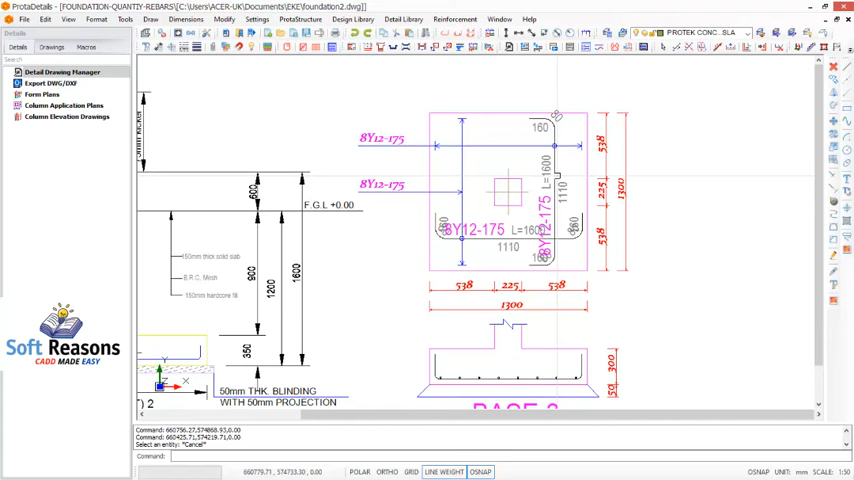 ProtaDetails - [FOUNDATION-QUANTIY-REBARS/[C:\Users\ACER-UK\Documents\EKE\foundation2.dwg]]
File Edit View Format Tools Draw Dimensions Modify Settings ProtaStructure Design Library Detail Library Reinforcement Window Help
PROTEK CONC... SLA
Details
Details Drawings Macros
Search
Detail Drawing Manager
Export DWG/DXF
Form Plans
Column Application Plans
Column Elevation Drawings
Soft Reasons
CADD MADE EASY
600
F.G.L +0.00
150mm thk solid slab
B.R.C. Mesh
150mm hardcore fill
900
1200
1600
350
50mm THK. BLINDING
WITH 50mm PROJECTION
Y
Z
X
) 2
8Y12-175
8Y12-175
160
L=1600
1110
8Y12-175
8Y12-175 L=1600
1110
160
538
225
538
1300
538 225 538
1300
300
50
BASE 3
Command: 660756.27,574868.93,0.00
Command: 660425.71,574219.71,0.00
Select an entity: "Cancel"
Command:
660779.71, 574733.30, 0.00
POLAR ORTHO GRID LINE WEIGHT OSNAP
OSNAP Unit: mm Scale: 1:50